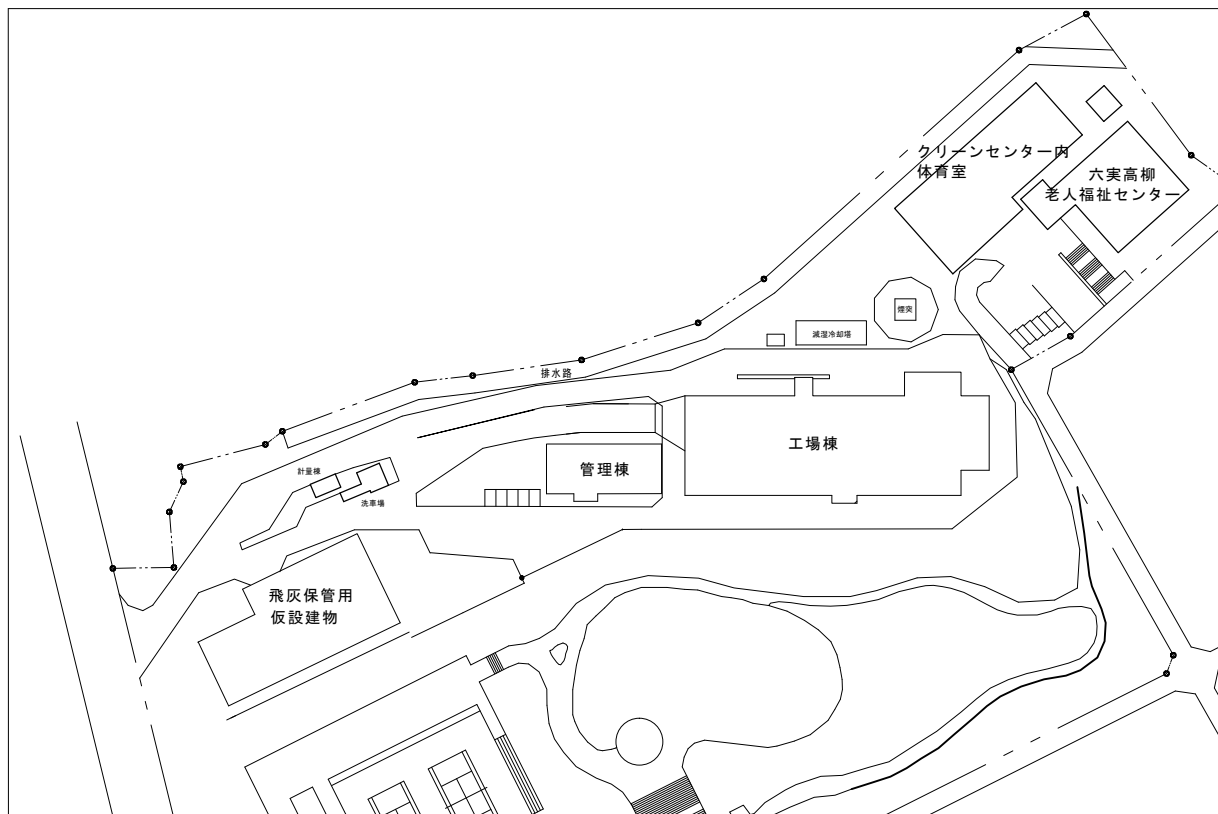 クリーンセンター内
体育室
六実高柳
老人福祉センター
煙突
減湿冷却塔
排水路
工場棟
管理棟
計量棟
洗車場
飛灰保管用
仮設建物